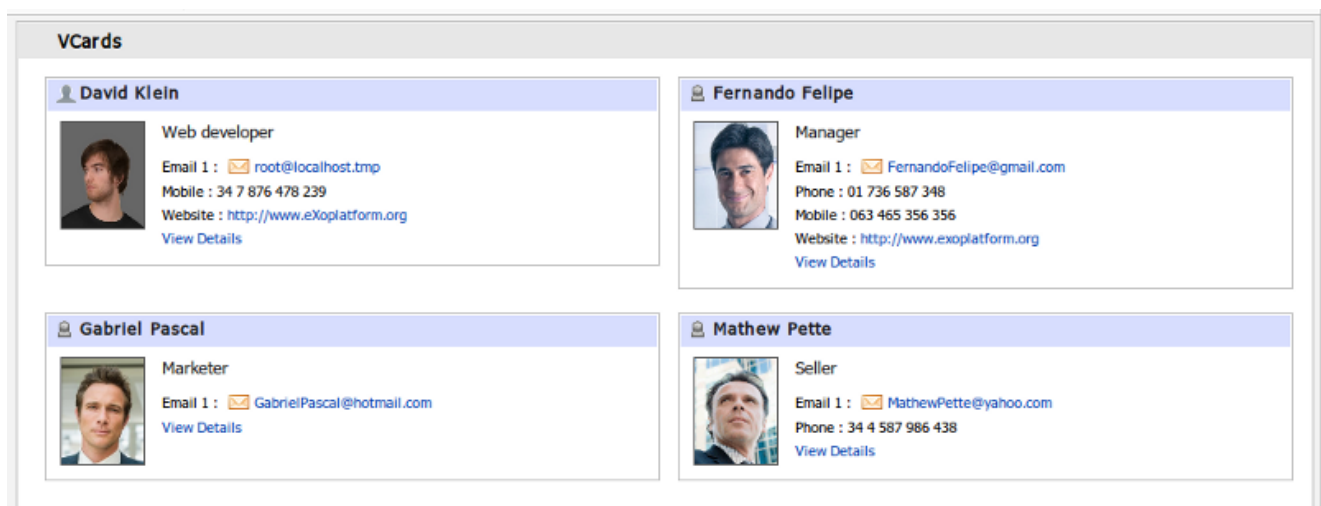 VCards
David Klein
Web developer
Email 1 : root@localhost.tmp
Mobile : 34 7 876 478 239
Website : http://www.eXoplatform.org
View Details
Fernando Felipe
Manager
Email 1 : FernandoFelipe@gmail.com
Phone : 01 736 587 348
Mobile : 063 465 356 356
Website : http://www.exoplatform.org
View Details
Gabriel Pascal
Marketer
Email 1 : GabrielPascal@hotmail.com
View Details
Mathew Pette
Seller
Email 1 : MathewPette@yahoo.com
Phone : 34 4 587 986 438
View Details